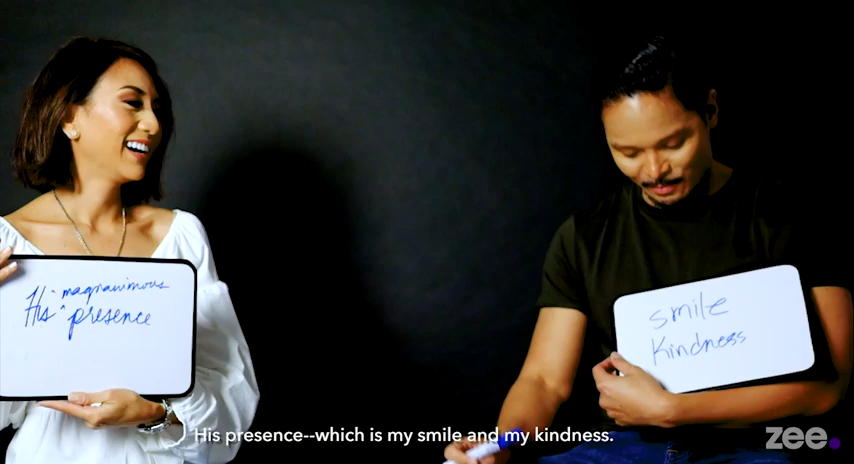 His ^ magnanimous
presence
smile
Kindness
His presence--which is my smile and my kindness.
zee.